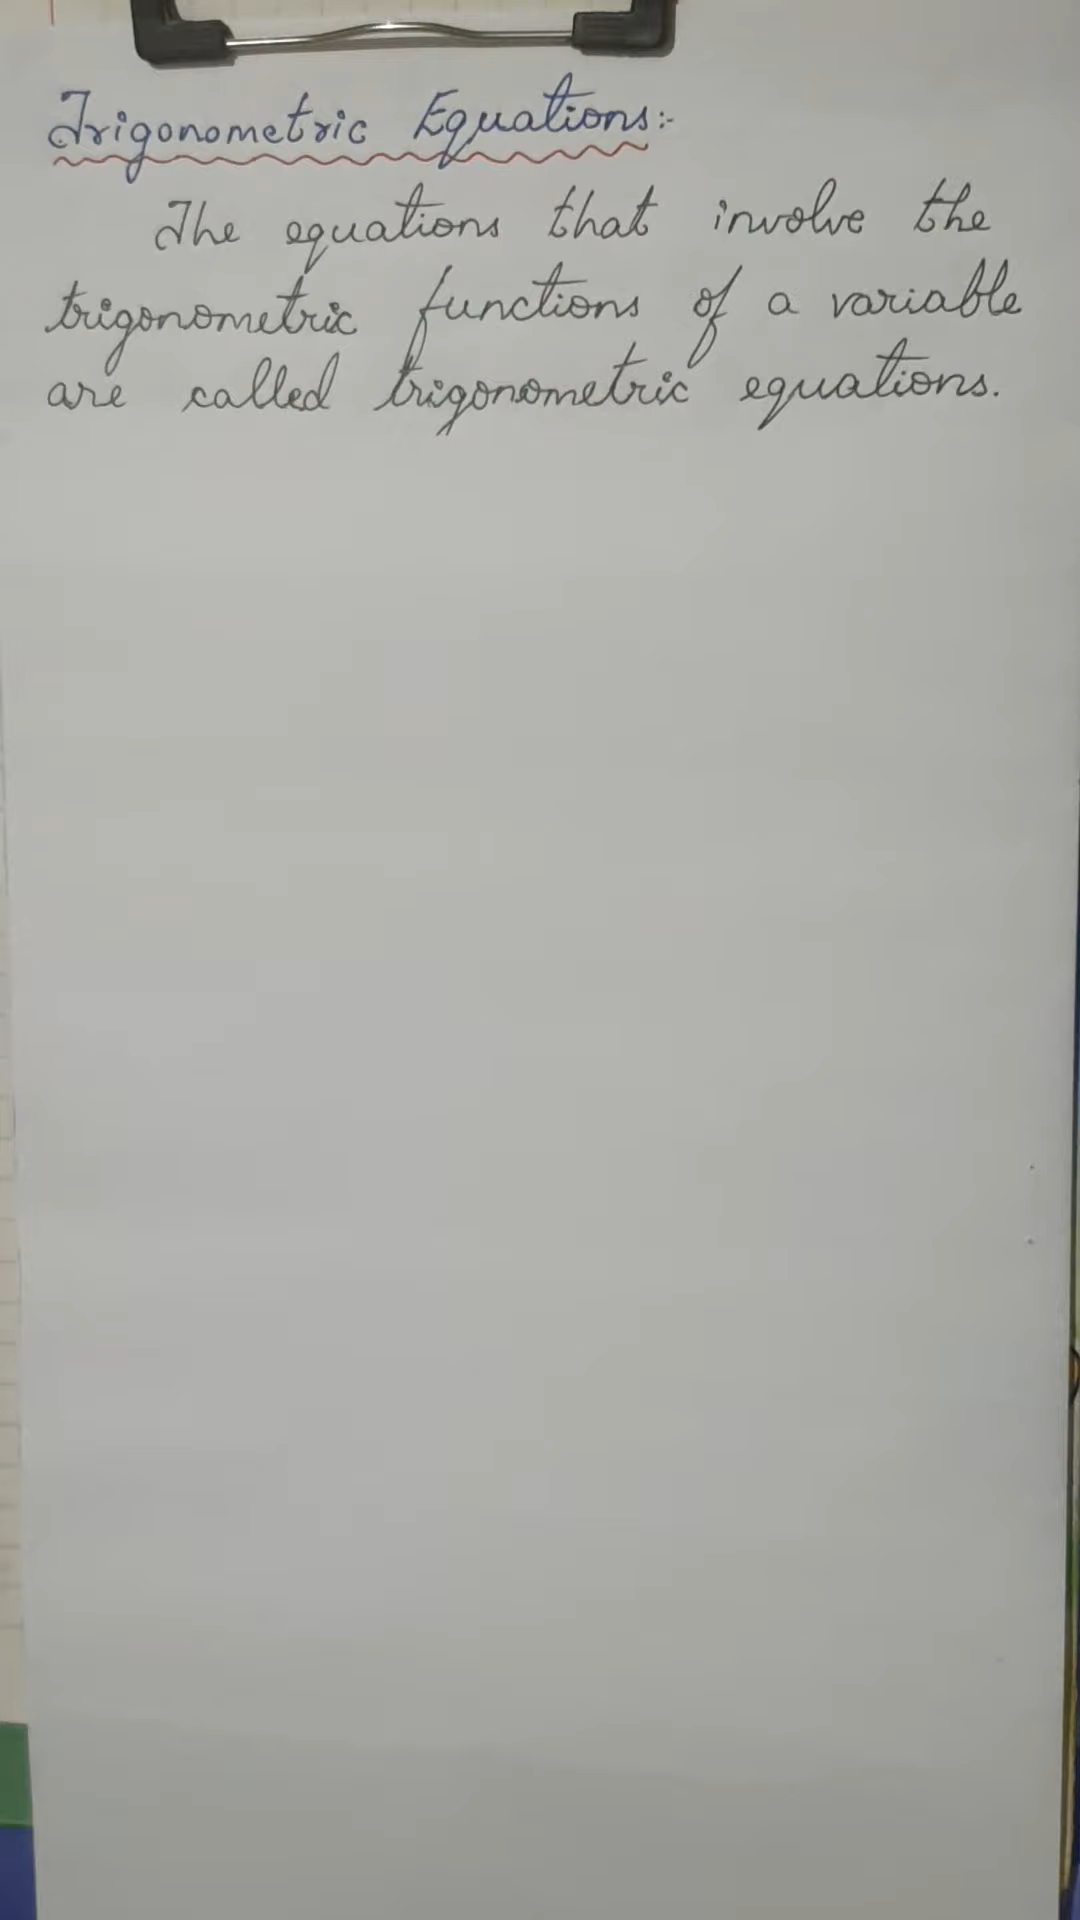 Trigonometric Equations:-
The equations that involve the
trigonometric functions of a variable
are called trigonometric equations.